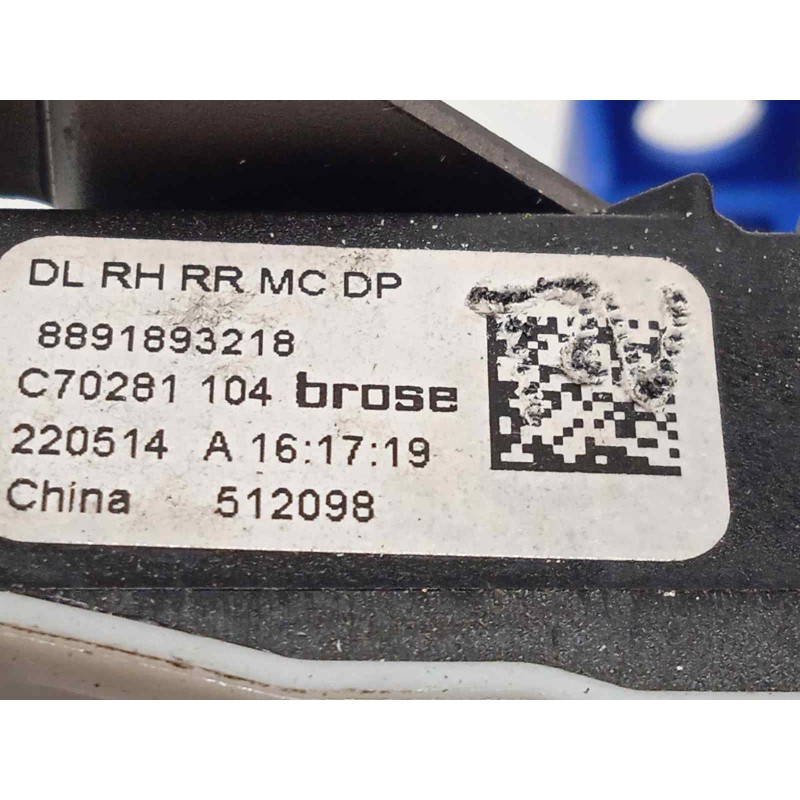 DL RH RR MC DP
8891893218
C70281 104 brose
220514 A 16:17:19
China 512098